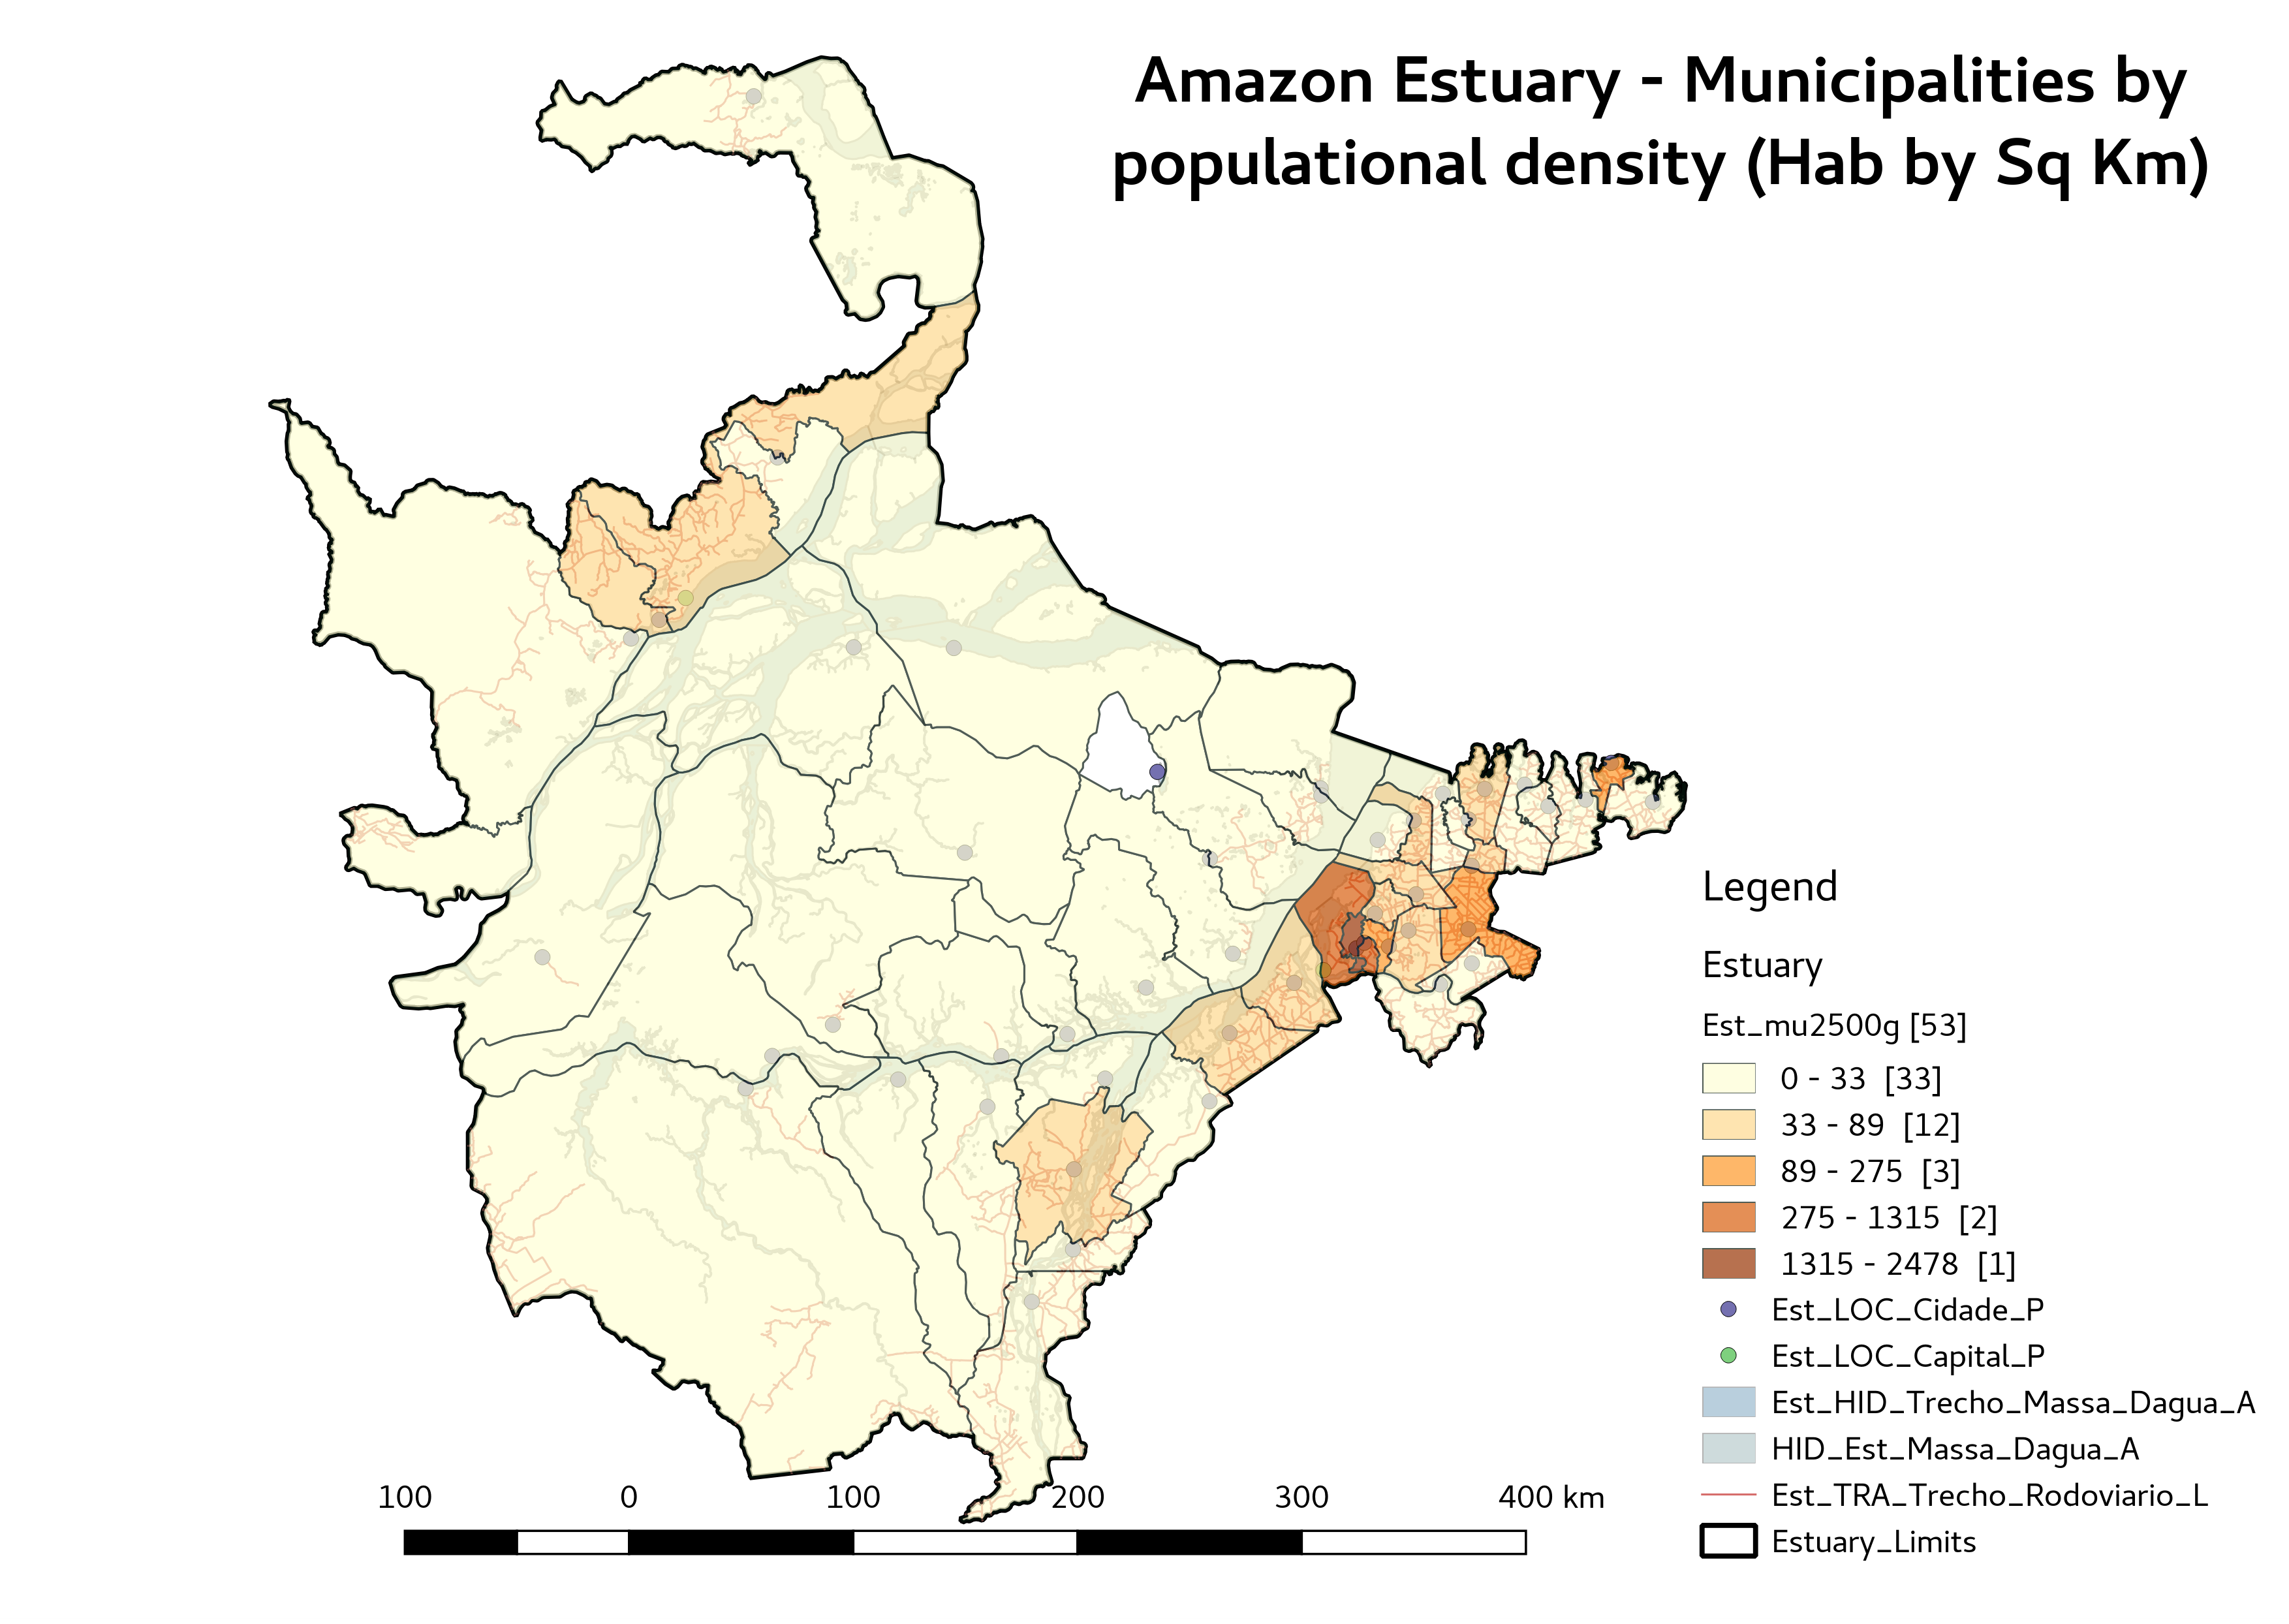 Amazon Estuary - Municipalities by
populational density (Hab by Sq Km)
Legend
Estuary
Est_mu2500g [53]
0 - 33 [33]
33 - 89 [12]
89 - 275 [3]
275 - 1315 [2]
1315 - 2478 [1]
Est_LOC_Cidade_P
Est_LOC_Capital_P
Est_HID_Trecho_Massa_Dagua_A
HID_Est_Massa_Dagua_A
Est_TRA_Trecho_Rodoviario_L
Estuary_Limits
100 0 100 200 300 400 km